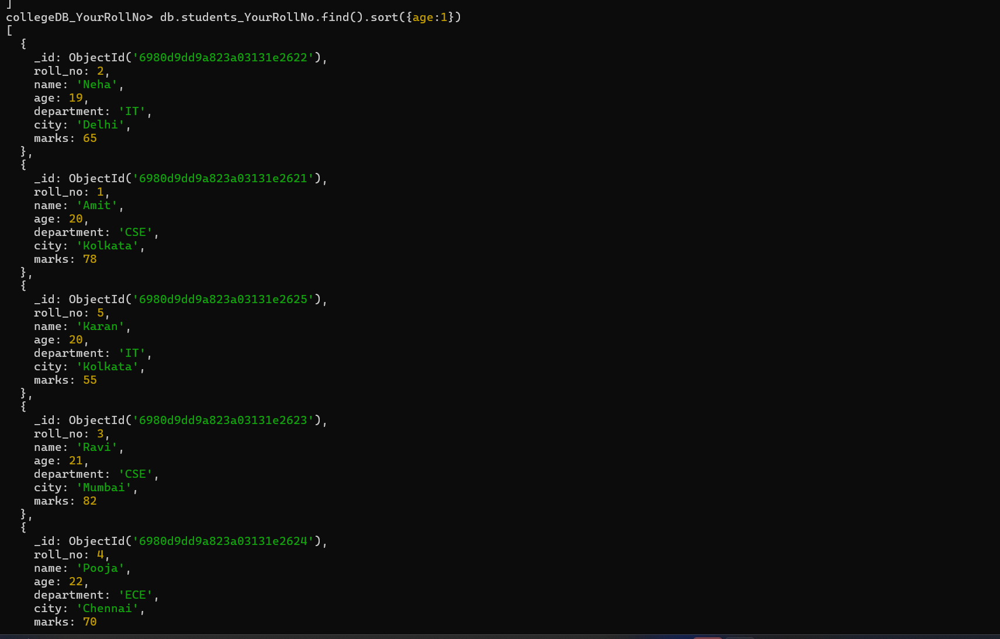 ]
collegeDB_YourRollNo> db.students_YourRollNo.find().sort({age:1})
[
  {
    _id: ObjectId('6980d9dd9a823a03131e2622'),
    roll_no: 2,
    name: 'Neha',
    age: 19,
    department: 'IT',
    city: 'Delhi',
    marks: 65
  },
  {
    _id: ObjectId('6980d9dd9a823a03131e2621'),
    roll_no: 1,
    name: 'Amit',
    age: 20,
    department: 'CSE',
    city: 'Kolkata',
    marks: 78
  },
  {
    _id: ObjectId('6980d9dd9a823a03131e2625'),
    roll_no: 5,
    name: 'Karan',
    age: 20,
    department: 'IT',
    city: 'Kolkata',
    marks: 55
  },
  {
    _id: ObjectId('6980d9dd9a823a03131e2623'),
    roll_no: 3,
    name: 'Ravi',
    age: 21,
    department: 'CSE',
    city: 'Mumbai',
    marks: 82
  },
  {
    _id: ObjectId('6980d9dd9a823a03131e2624'),
    roll_no: 4,
    name: 'Pooja',
    age: 22,
    department: 'ECE',
    city: 'Chennai',
    marks: 70